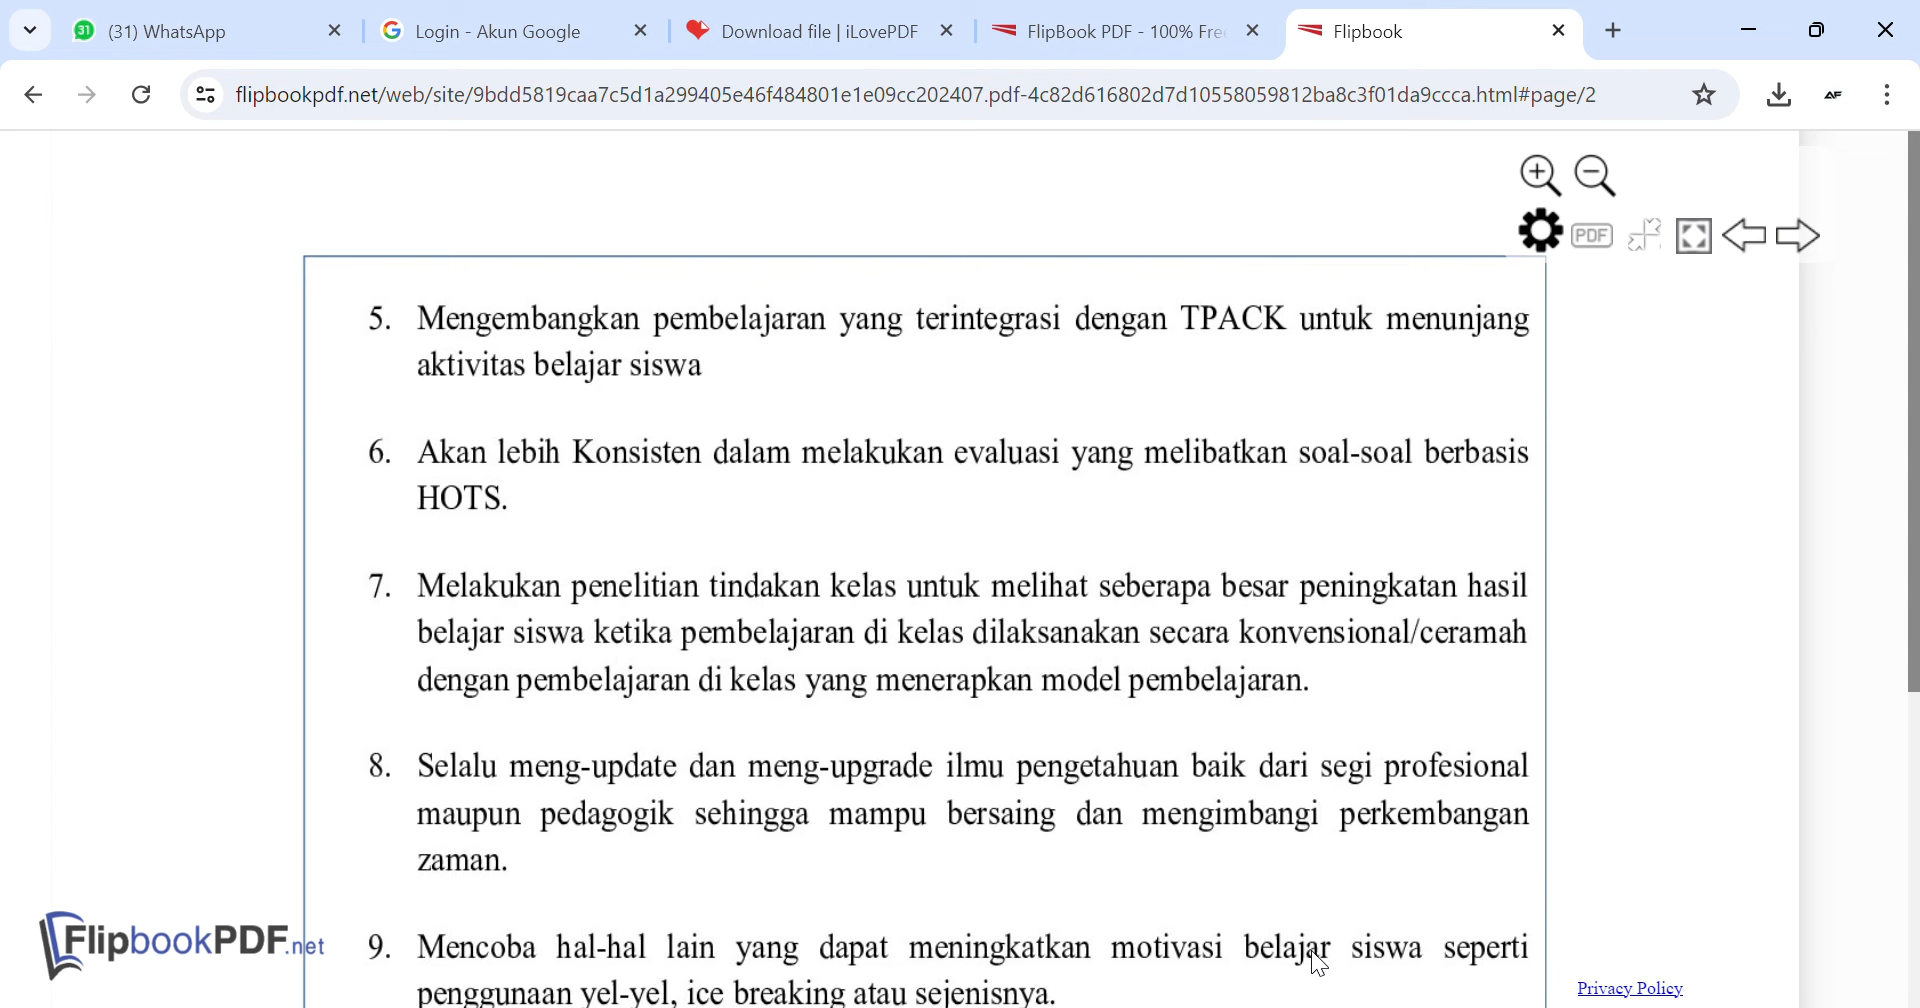 31
(31) WhatsApp
Login - Akun Google
Download file | iLovePDF
FlipBook PDF - 100% Fre
Flipbook
flipbookpdf.net/web/site/9bdd5819caa7c5d1a299405e46f484801e1e09cc202407.pdf-4c82d616802d7d10558059812ba8c3f01da9ccca.html#page/2
PDF
5. Mengembangkan pembelajaran yang terintegrasi dengan TPACK untuk menunjang
aktivitas belajar siswa
6. Akan lebih Konsisten dalam melakukan evaluasi yang melibatkan soal-soal berbasis
HOTS.
7. Melakukan penelitian tindakan kelas untuk melihat seberapa besar peningkatan hasil
belajar siswa ketika pembelajaran di kelas dilaksanakan secara konvensional/ceramah
dengan pembelajaran di kelas yang menerapkan model pembelajaran.
8. Selalu meng-update dan meng-upgrade ilmu pengetahuan baik dari segi profesional
maupun pedagogik sehingga mampu bersaing dan mengimbangi perkembangan
zaman.
9. Mencoba hal-hal lain yang dapat meningkatkan motivasi belajar siswa seperti
penggunaan yel-yel, ice breaking atau sejenisnya.
FlipbookPDF.net
Privacy Policy